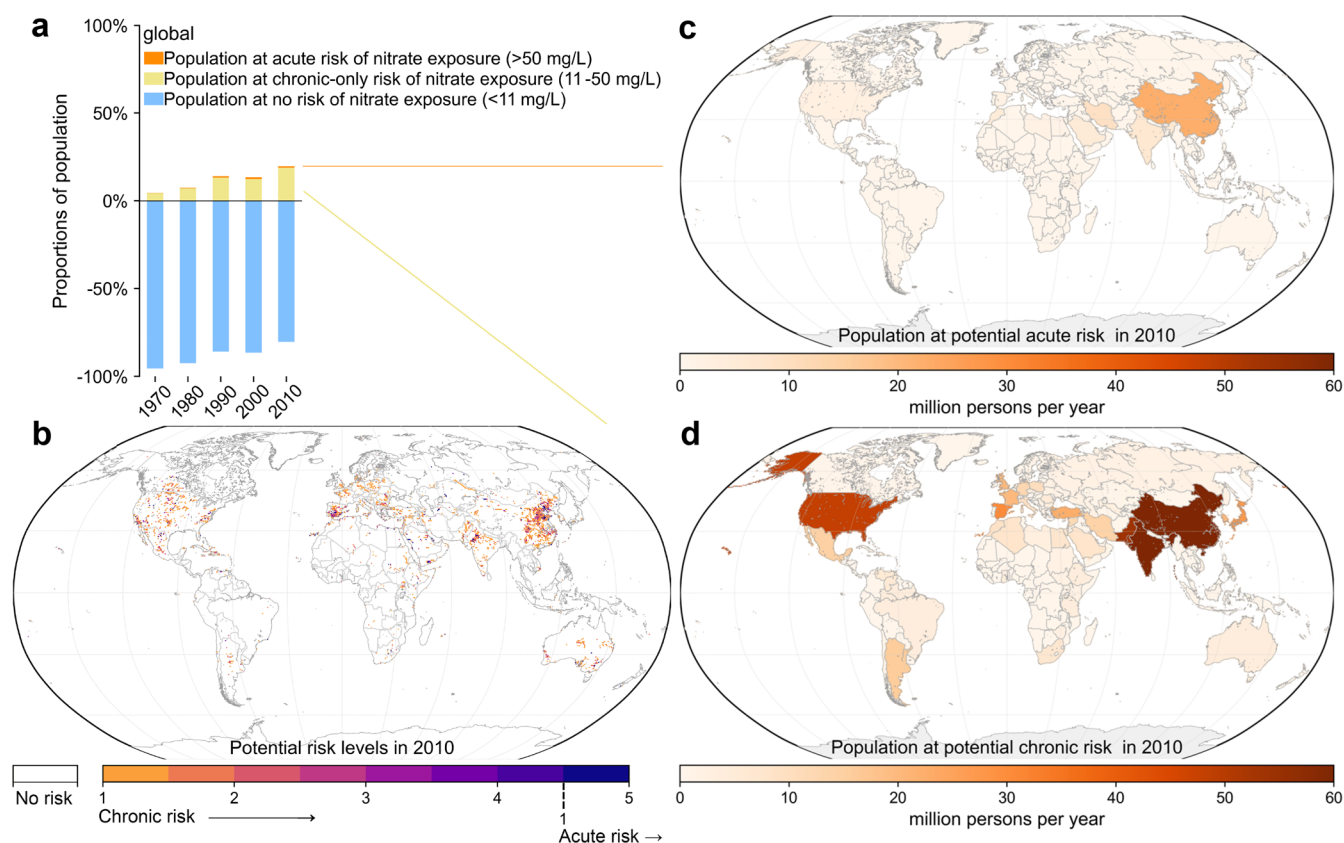 a
100%
50%
0%
-50%
-100%
Proportions of population
global
Population at acute risk of nitrate exposure (>50 mg/L)
Population at chronic-only risk of nitrate exposure (11-50 mg/L)
Population at no risk of nitrate exposure (<11 mg/L)
1970
1980
1990
2000
2010
c
Population at potential acute risk in 2010
0 10 20 30 40 50 60
million persons per year
b
Potential risk levels in 2010
No risk
1 2 3 4 5
Chronic risk →
1
Acute risk →
d
Population at potential chronic risk in 2010
0 10 20 30 40 50 60
million persons per year